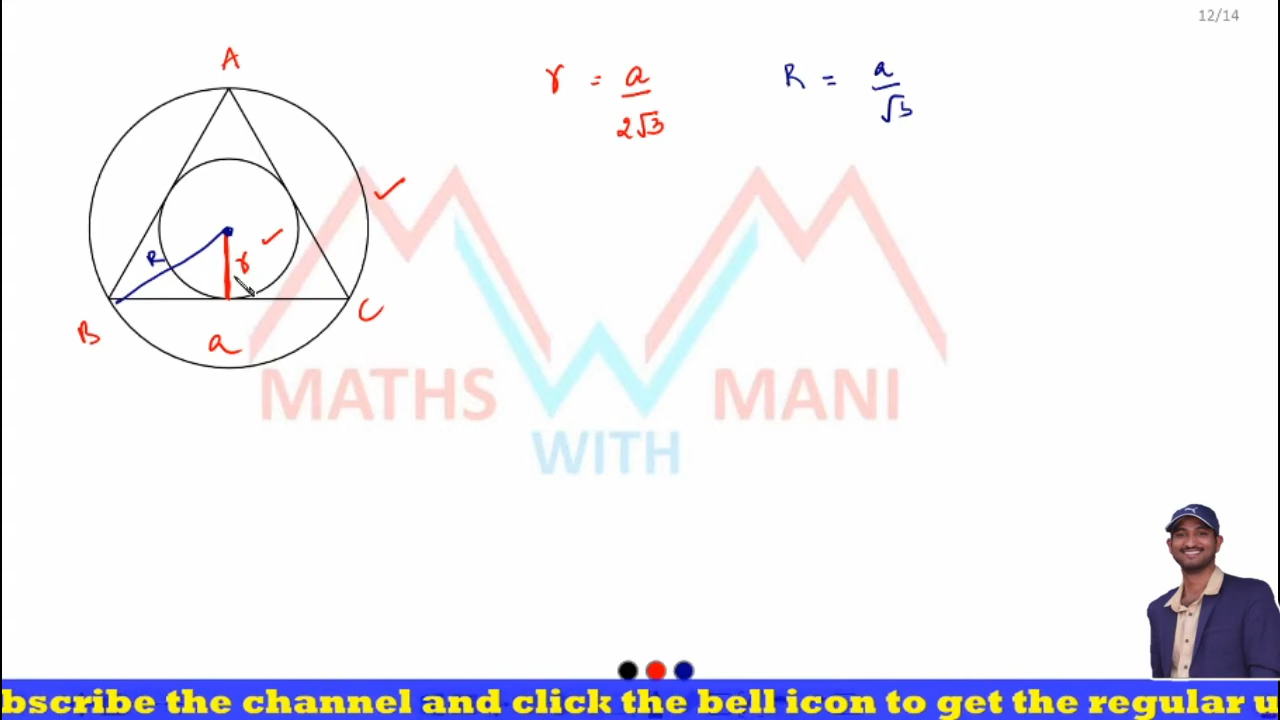 12/14
A
r = a/2√3
R = a/√3
R
r
B
a
C
MATHS MANI
WITH
bscribe the channel and click the bell icon to get the regular u